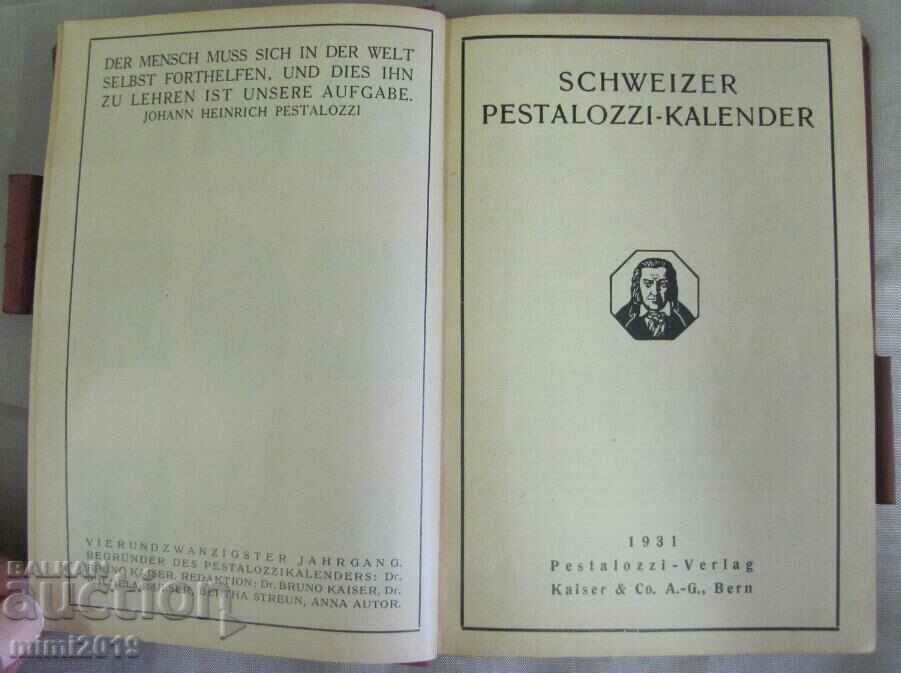 DER MENSCH MUSS SICH IN DER WELT
SELBST FORTHELFEN, UND DIES IHN
ZU LEHREN IST UNSERE AUFGABE.
JOHANN HEINRICH PESTALOZZI
VIERUNDZWANZIGSTER JAHRGANG.
BEGRÜNDER DES PESTALOZZIKALENDERS: Dr.
BRUNO KAISER. REDAKTION: Dr. BRUNO KAISER, Dr.
KAISER, BERTHA STREUN, ANNA AUTOR.
SCHWEIZER
PESTALOZZI-KALENDER
1931
Pestalozzi-Verlag
Kaiser & Co. A.-G., Bern
BALKAN
auction
mimi2019